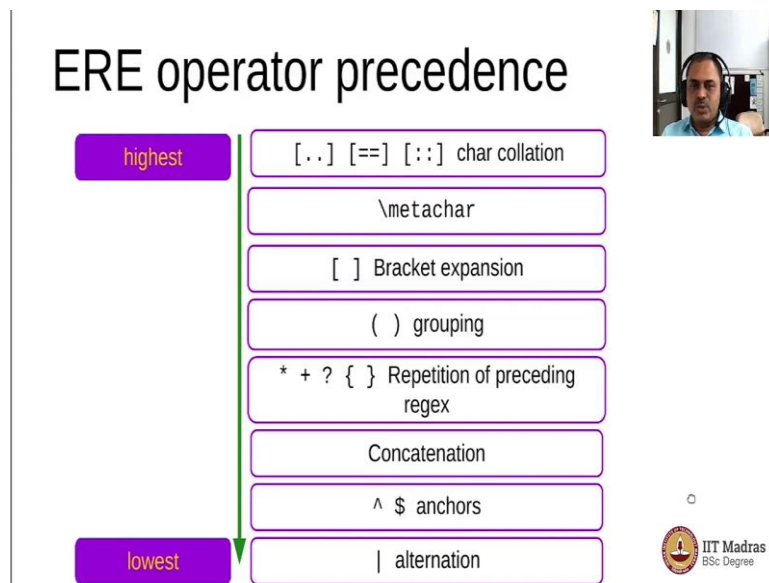 ERE operator precedence
highest
[..] [==] [::] char collation
\metachar
[ ] Bracket expansion
( ) grouping
* + ? { } Repetition of preceding
regex
Concatenation
^ $ anchors
lowest
| alternation
IIT Madras
BSc Degree